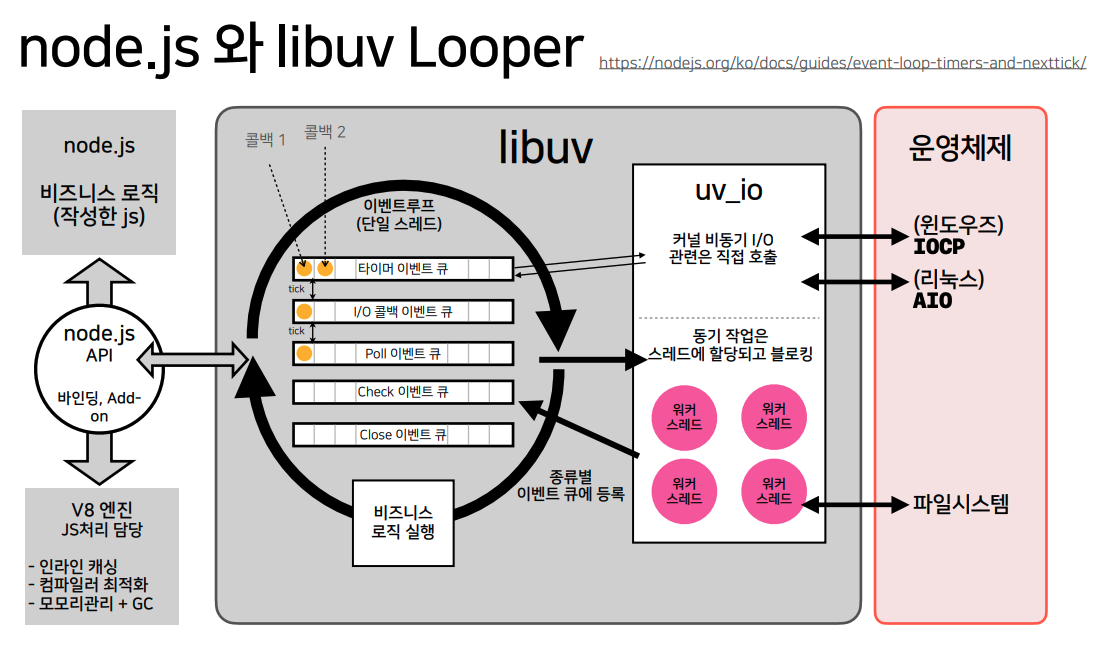 node.js 와 libuv Looper
https://nodejs.org/ko/docs/guides/event-loop-timers-and-nexttick/
node.js
비즈니스 로직
(작성한 js)
node.js
API
바인딩, Add-
on
V8 엔진
JS처리 담당
- 인라인 캐싱
- 컴파일러 최적화
- 모모리관리 + GC
libuv
콜백 1
콜백 2
이벤트루프
(단일 스레드)
타이머 이벤트 큐
tick
I/O 콜백 이벤트 큐
tick
Poll 이벤트 큐
Check 이벤트 큐
Close 이벤트 큐
비즈니스
로직 실행
종류별
이벤트 큐에 등록
uv_io
커널 비동기 I/O
관련은 직접 호출
동기 작업은
스레드에 할당되고 블로킹
워커
스레드
워커
스레드
워커
스레드
워커
스레드
운영체제
(윈도우즈)
IOCP
(리눅스)
AIO
파일시스템